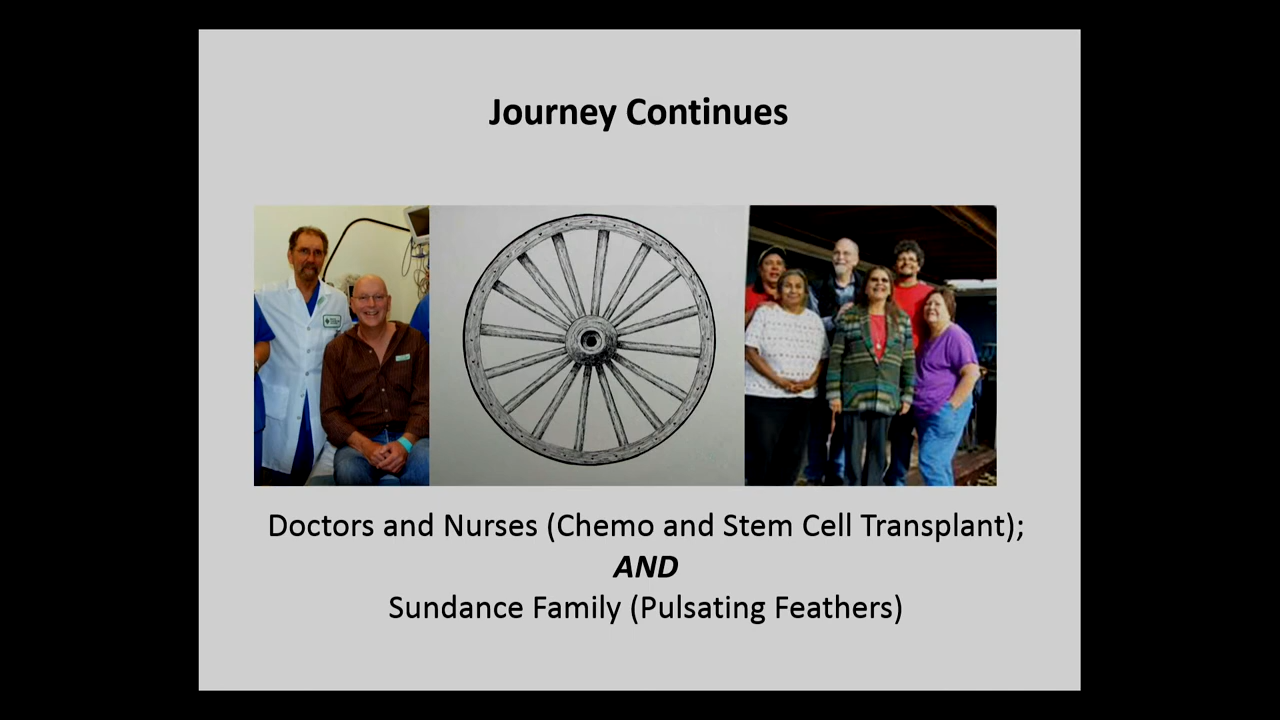 Journey Continues
Doctors and Nurses (Chemo and Stem Cell Transplant);
AND
Sundance Family (Pulsating Feathers)